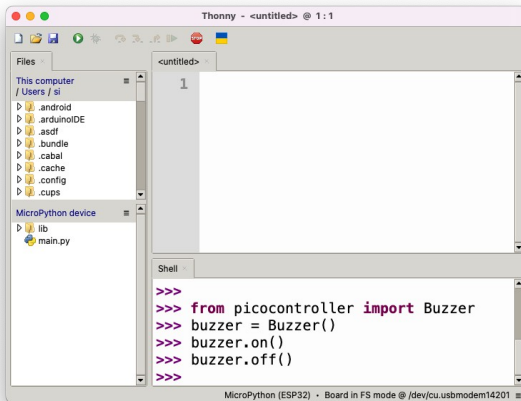 Thonny - <untitled> @ 1:1
STOP
Files
This computer
/ Users / si
.android
.arduinoIDE
.asdf
.bundle
.cabal
.cache
.config
.cups
MicroPython device
lib
main.py
<untitled>
1
Shell
>>>
>>> from picocontroller import Buzzer
>>> buzzer = Buzzer()
>>> buzzer.on()
>>> buzzer.off()
>>>
MicroPython (ESP32) • Board in FS mode @ /dev/cu.usbmodem14201 ≡